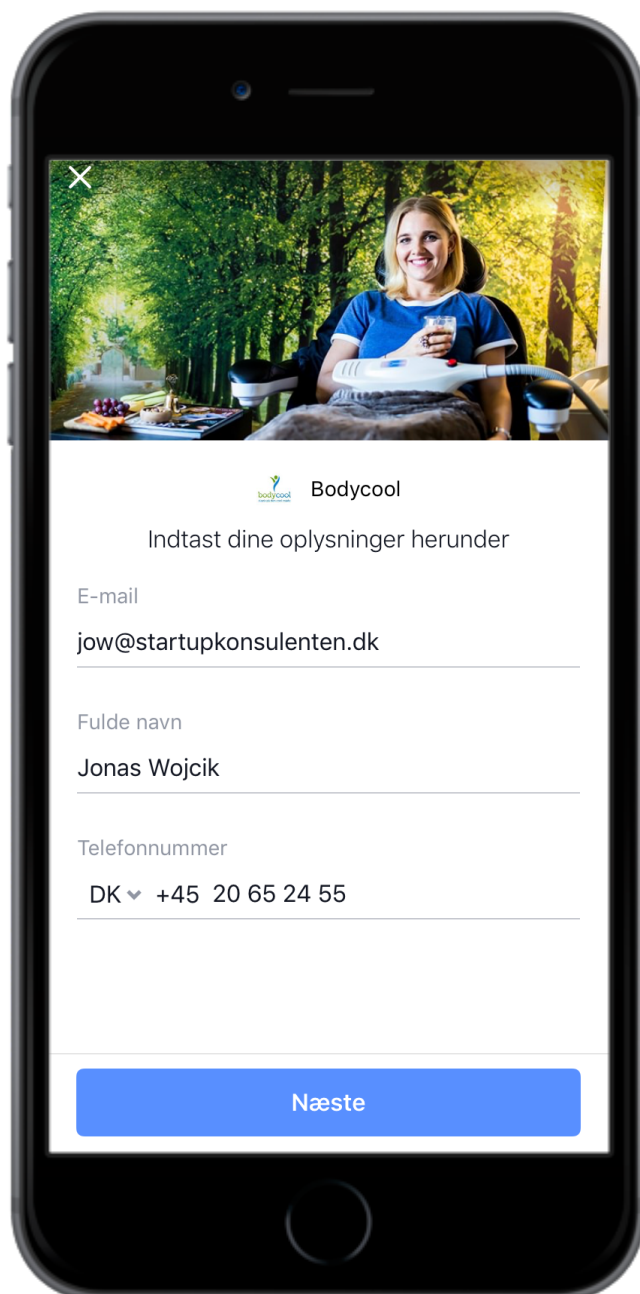 bodycool
Bodycool
Indtast dine oplysninger herunder
E-mail
jow@startupkonsulenten.dk
Fulde navn
Jonas Wojcik
Telefonnummer
DK +45 20 65 24 55
Næste